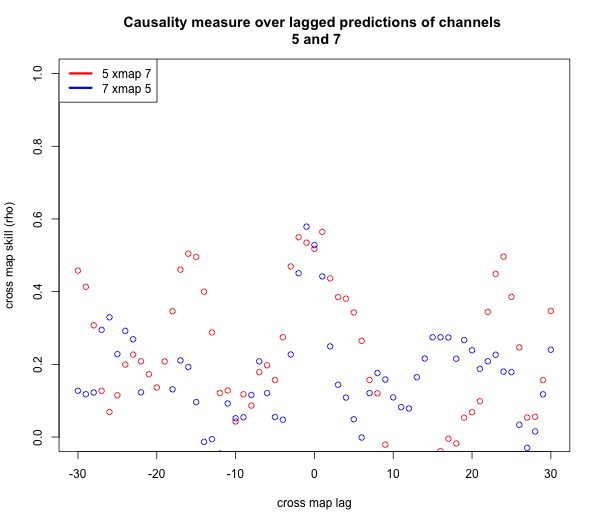 Causality measure over lagged predictions of channels
5 and 7
5 xmap 7
7 xmap 5
cross map skill (rho)
1.0
0.8
0.6
0.4
0.2
0.0
-30 -20 -10 0 10 20 30
cross map lag